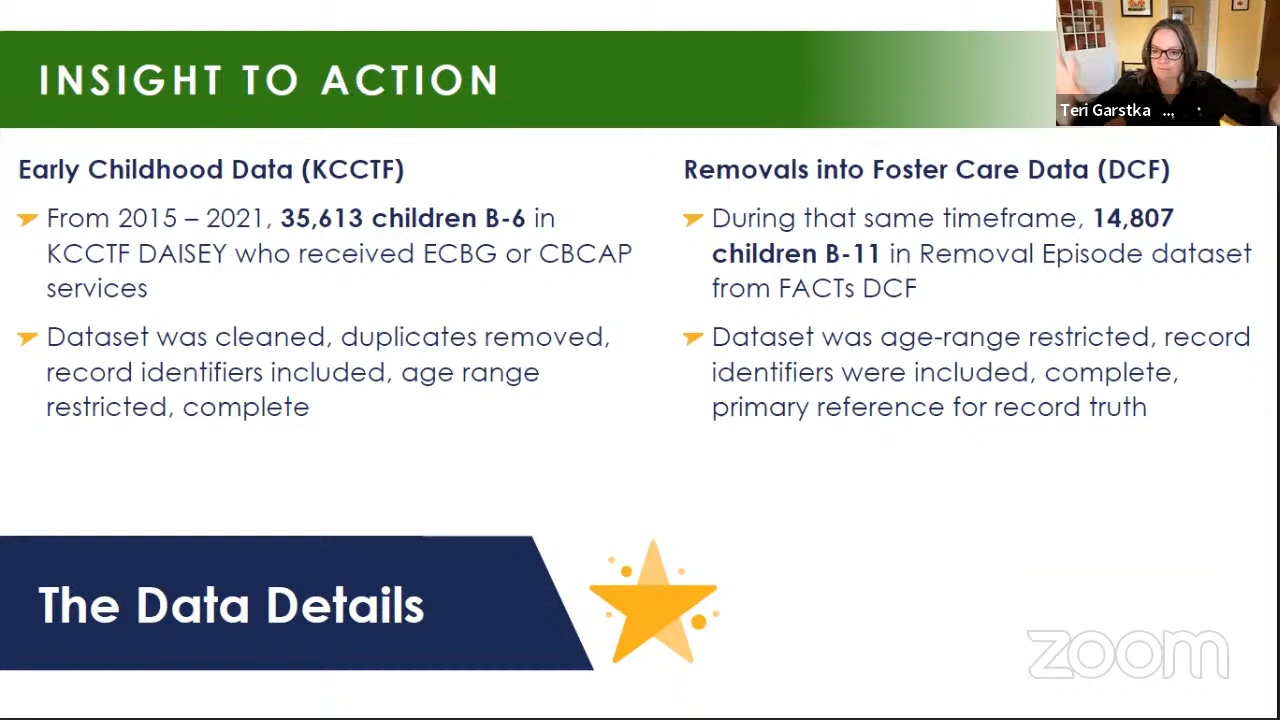 INSIGHT TO ACTION
Teri Garstka ...
Early Childhood Data (KCCTF)
From 2015 – 2021, 35,613 children B-6 in
KCCTF DAISEY who received ECBG or CBCAP
services
Dataset was cleaned, duplicates removed,
record identifiers included, age range
restricted, complete
Removals into Foster Care Data (DCF)
During that same timeframe, 14,807
children B-11 in Removal Episode dataset
from FACTs DCF
Dataset was age-range restricted, record
identifiers were included, complete,
primary reference for record truth
The Data Details
zoom